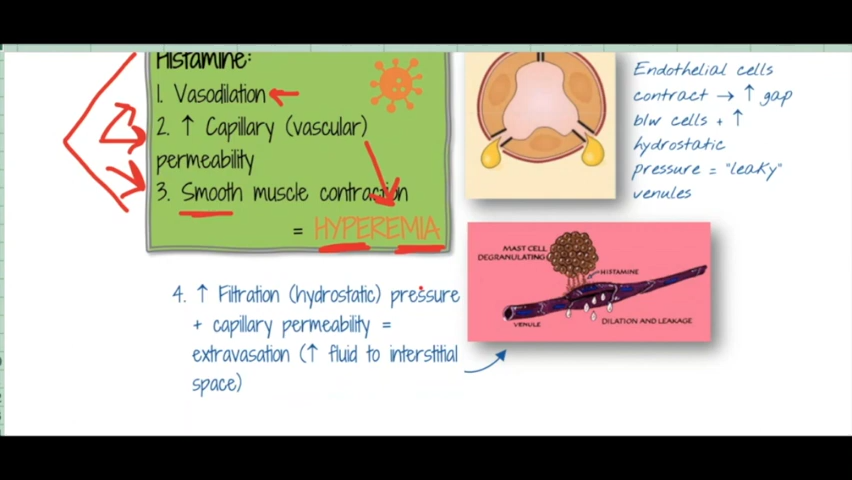 Histamine:
1. Vasodilation
2. ↑ Capillary (vascular)
permeability
3. Smooth muscle contraction
= HYPEREMIA
4. ↑ Filtration (hydrostatic) pressure
+ capillary permeability =
extravasation (↑ fluid to interstitial
space)
Endothelial cells
contract → ↑ gap
blw cells + ↑
hydrostatic
pressure = "leaky"
venules
MAST CELL
DEGRANULATING
HISTAMINE
VENULE
DILATION AND LEAKAGE